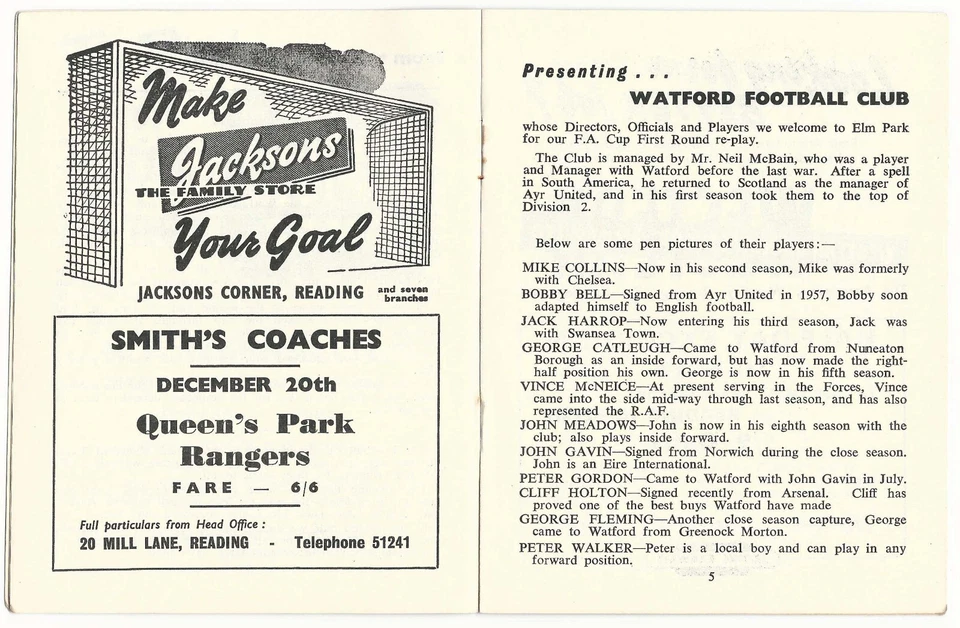 Make
Jacksons
THE FAMILY STORE
Your Goal
JACKSONS CORNER, READING and seven branches
SMITH'S COACHES
DECEMBER 20th
Queen's Park
Rangers
FARE — 6/6
Full particulars from Head Office :
20 MILL LANE, READING - Telephone 51241
Presenting . . .
WATFORD FOOTBALL CLUB
whose Directors, Officials and Players we welcome to Elm Park
for our F.A. Cup First Round re-play.
The Club is managed by Mr. Neil McBain, who was a player
and Manager with Watford before the last war. After a spell
in South America, he returned to Scotland as the manager of
Ayr United, and in his first season took them to the top of
Division 2.
Below are some pen pictures of their players:—
MIKE COLLINS—Now in his second season, Mike was formerly
with Chelsea.
BOBBY BELL—Signed from Ayr United in 1957, Bobby soon
adapted himself to English football.
JACK HARROP—Now entering his third season, Jack was
with Swansea Town.
GEORGE CATLEUGH—Came to Watford from Nuneaton
Borough as an inside forward, but has now made the right-
half position his own. George is now in his fifth season.
VINCE McNEICE—At present serving in the Forces, Vince
came into the side mid-way through last season, and has also
represented the R.A.F.
JOHN MEADOWS—John is now in his eighth season with the
club; also plays inside forward.
JOHN GAVIN—Signed from Norwich during the close season.
John is an Eire International.
PETER GORDON—Came to Watford with John Gavin in July.
CLIFF HOLTON—Signed recently from Arsenal. Cliff has
proved one of the best buys Watford have made
GEORGE FLEMING—Another close season capture, George
came to Watford from Greenock Morton.
PETER WALKER—Peter is a local boy and can play in any
forward position.
5